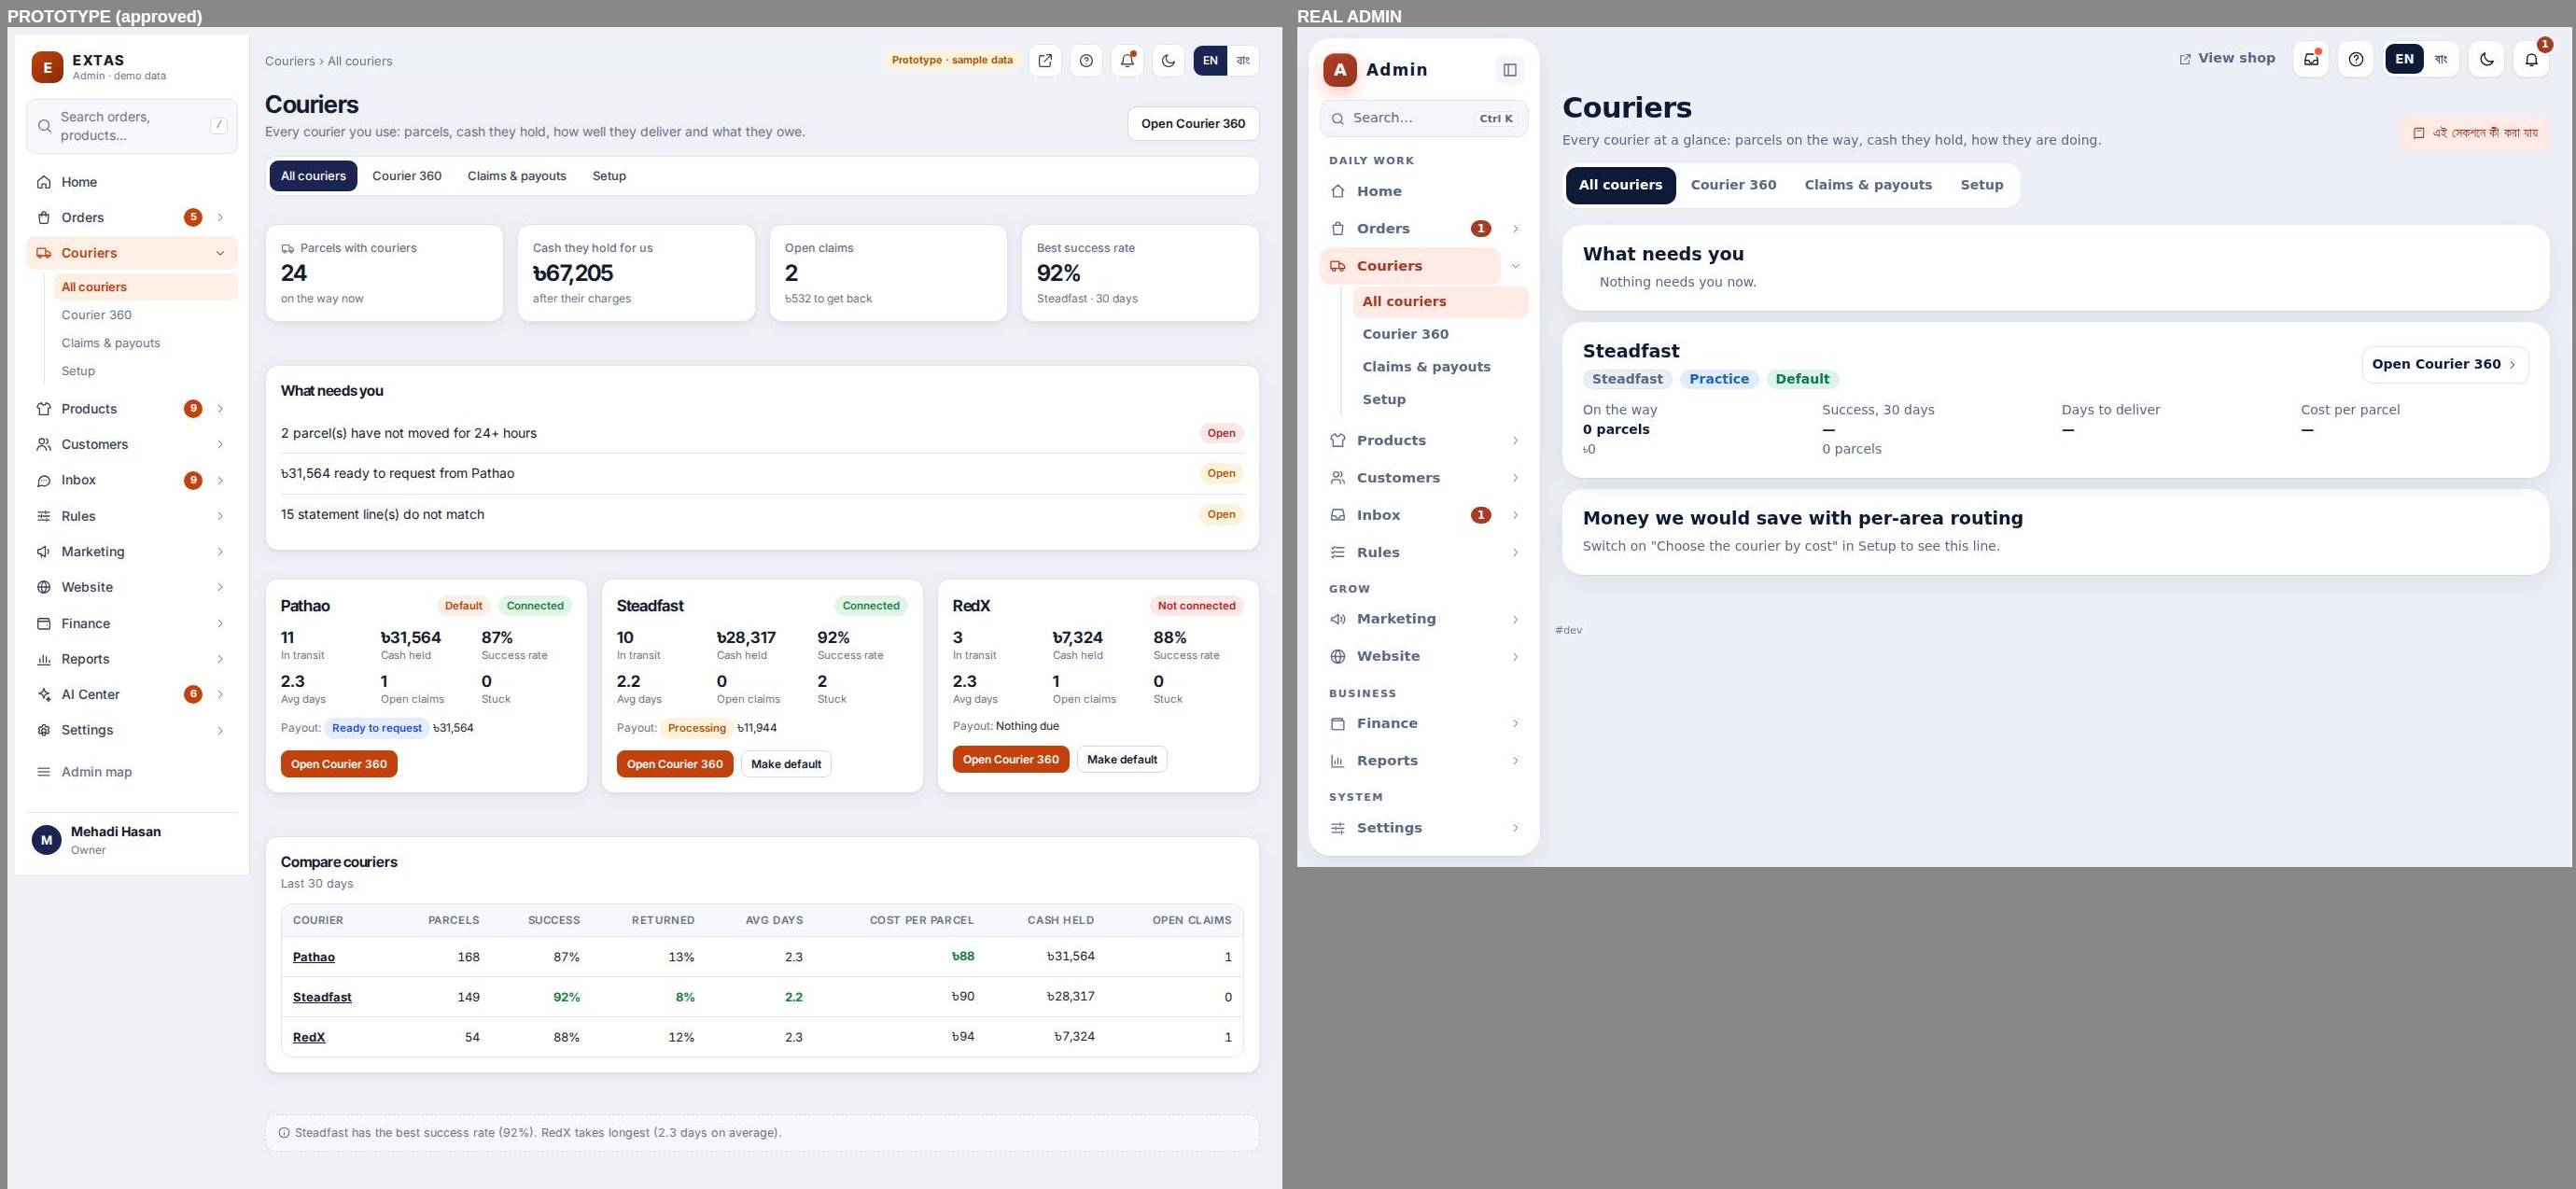 PROTOTYPE (approved)
E
EXTAS
Admin · demo data
Search orders,
products...
/
Home
Orders 5
Couriers
All couriers
Courier 360
Claims & payouts
Setup
Products 9
Customers
Inbox 9
Rules
Marketing
Website
Finance
Reports
AI Center 6
Settings
Admin map
M
Mehadi Hasan
Owner
Couriers › All couriers
Prototype · sample data
EN বাং
Couriers
Every courier you use: parcels, cash they hold, how well they deliver and what they owe.
Open Courier 360
All couriers Courier 360 Claims & payouts Setup
Parcels with couriers
24
on the way now
Cash they hold for us
৳67,205
after their charges
Open claims
2
৳532 to get back
Best success rate
92%
Steadfast · 30 days
What needs you
2 parcel(s) have not moved for 24+ hours Open
৳31,564 ready to request from Pathao Open
15 statement line(s) do not match Open
Pathao Default Connected
11 ৳31,564 87%
In transit Cash held Success rate
2.3 1 0
Avg days Open claims Stuck
Payout: Ready to request ৳31,564
Open Courier 360
Steadfast Connected
10 ৳28,317 92%
In transit Cash held Success rate
2.2 0 2
Avg days Open claims Stuck
Payout: Processing ৳11,944
Open Courier 360 Make default
RedX Not connected
3 ৳7,324 88%
In transit Cash held Success rate
2.3 1 0
Avg days Open claims Stuck
Payout: Nothing due
Open Courier 360 Make default
Compare couriers
Last 30 days
COURIER PARCELS SUCCESS RETURNED AVG DAYS COST PER PARCEL CASH HELD OPEN CLAIMS
Pathao 168 87% 13% 2.3 ৳88 ৳31,564 1
Steadfast 149 92% 8% 2.2 ৳90 ৳28,317 0
RedX 54 88% 12% 2.3 ৳94 ৳7,324 1
Steadfast has the best success rate (92%). RedX takes longest (2.3 days on average).
REAL ADMIN
A
Admin
Search… Ctrl K
DAILY WORK
Home
Orders 1
Couriers
All couriers
Courier 360
Claims & payouts
Setup
Products
Customers
Inbox 1
Rules
GROW
Marketing
Website
BUSINESS
Finance
Reports
SYSTEM
Settings
View shop EN বাং 1
Couriers
Every courier at a glance: parcels on the way, cash they hold, how they are doing.
এই সেকশনে কী করা যায়
All couriers Courier 360 Claims & payouts Setup
What needs you
Nothing needs you now.
Steadfast
Steadfast Practice Default
Open Courier 360
On the way Success, 30 days Days to deliver Cost per parcel
0 parcels — — —
৳0 0 parcels
Money we would save with per-area routing
Switch on "Choose the courier by cost" in Setup to see this line.
#dev